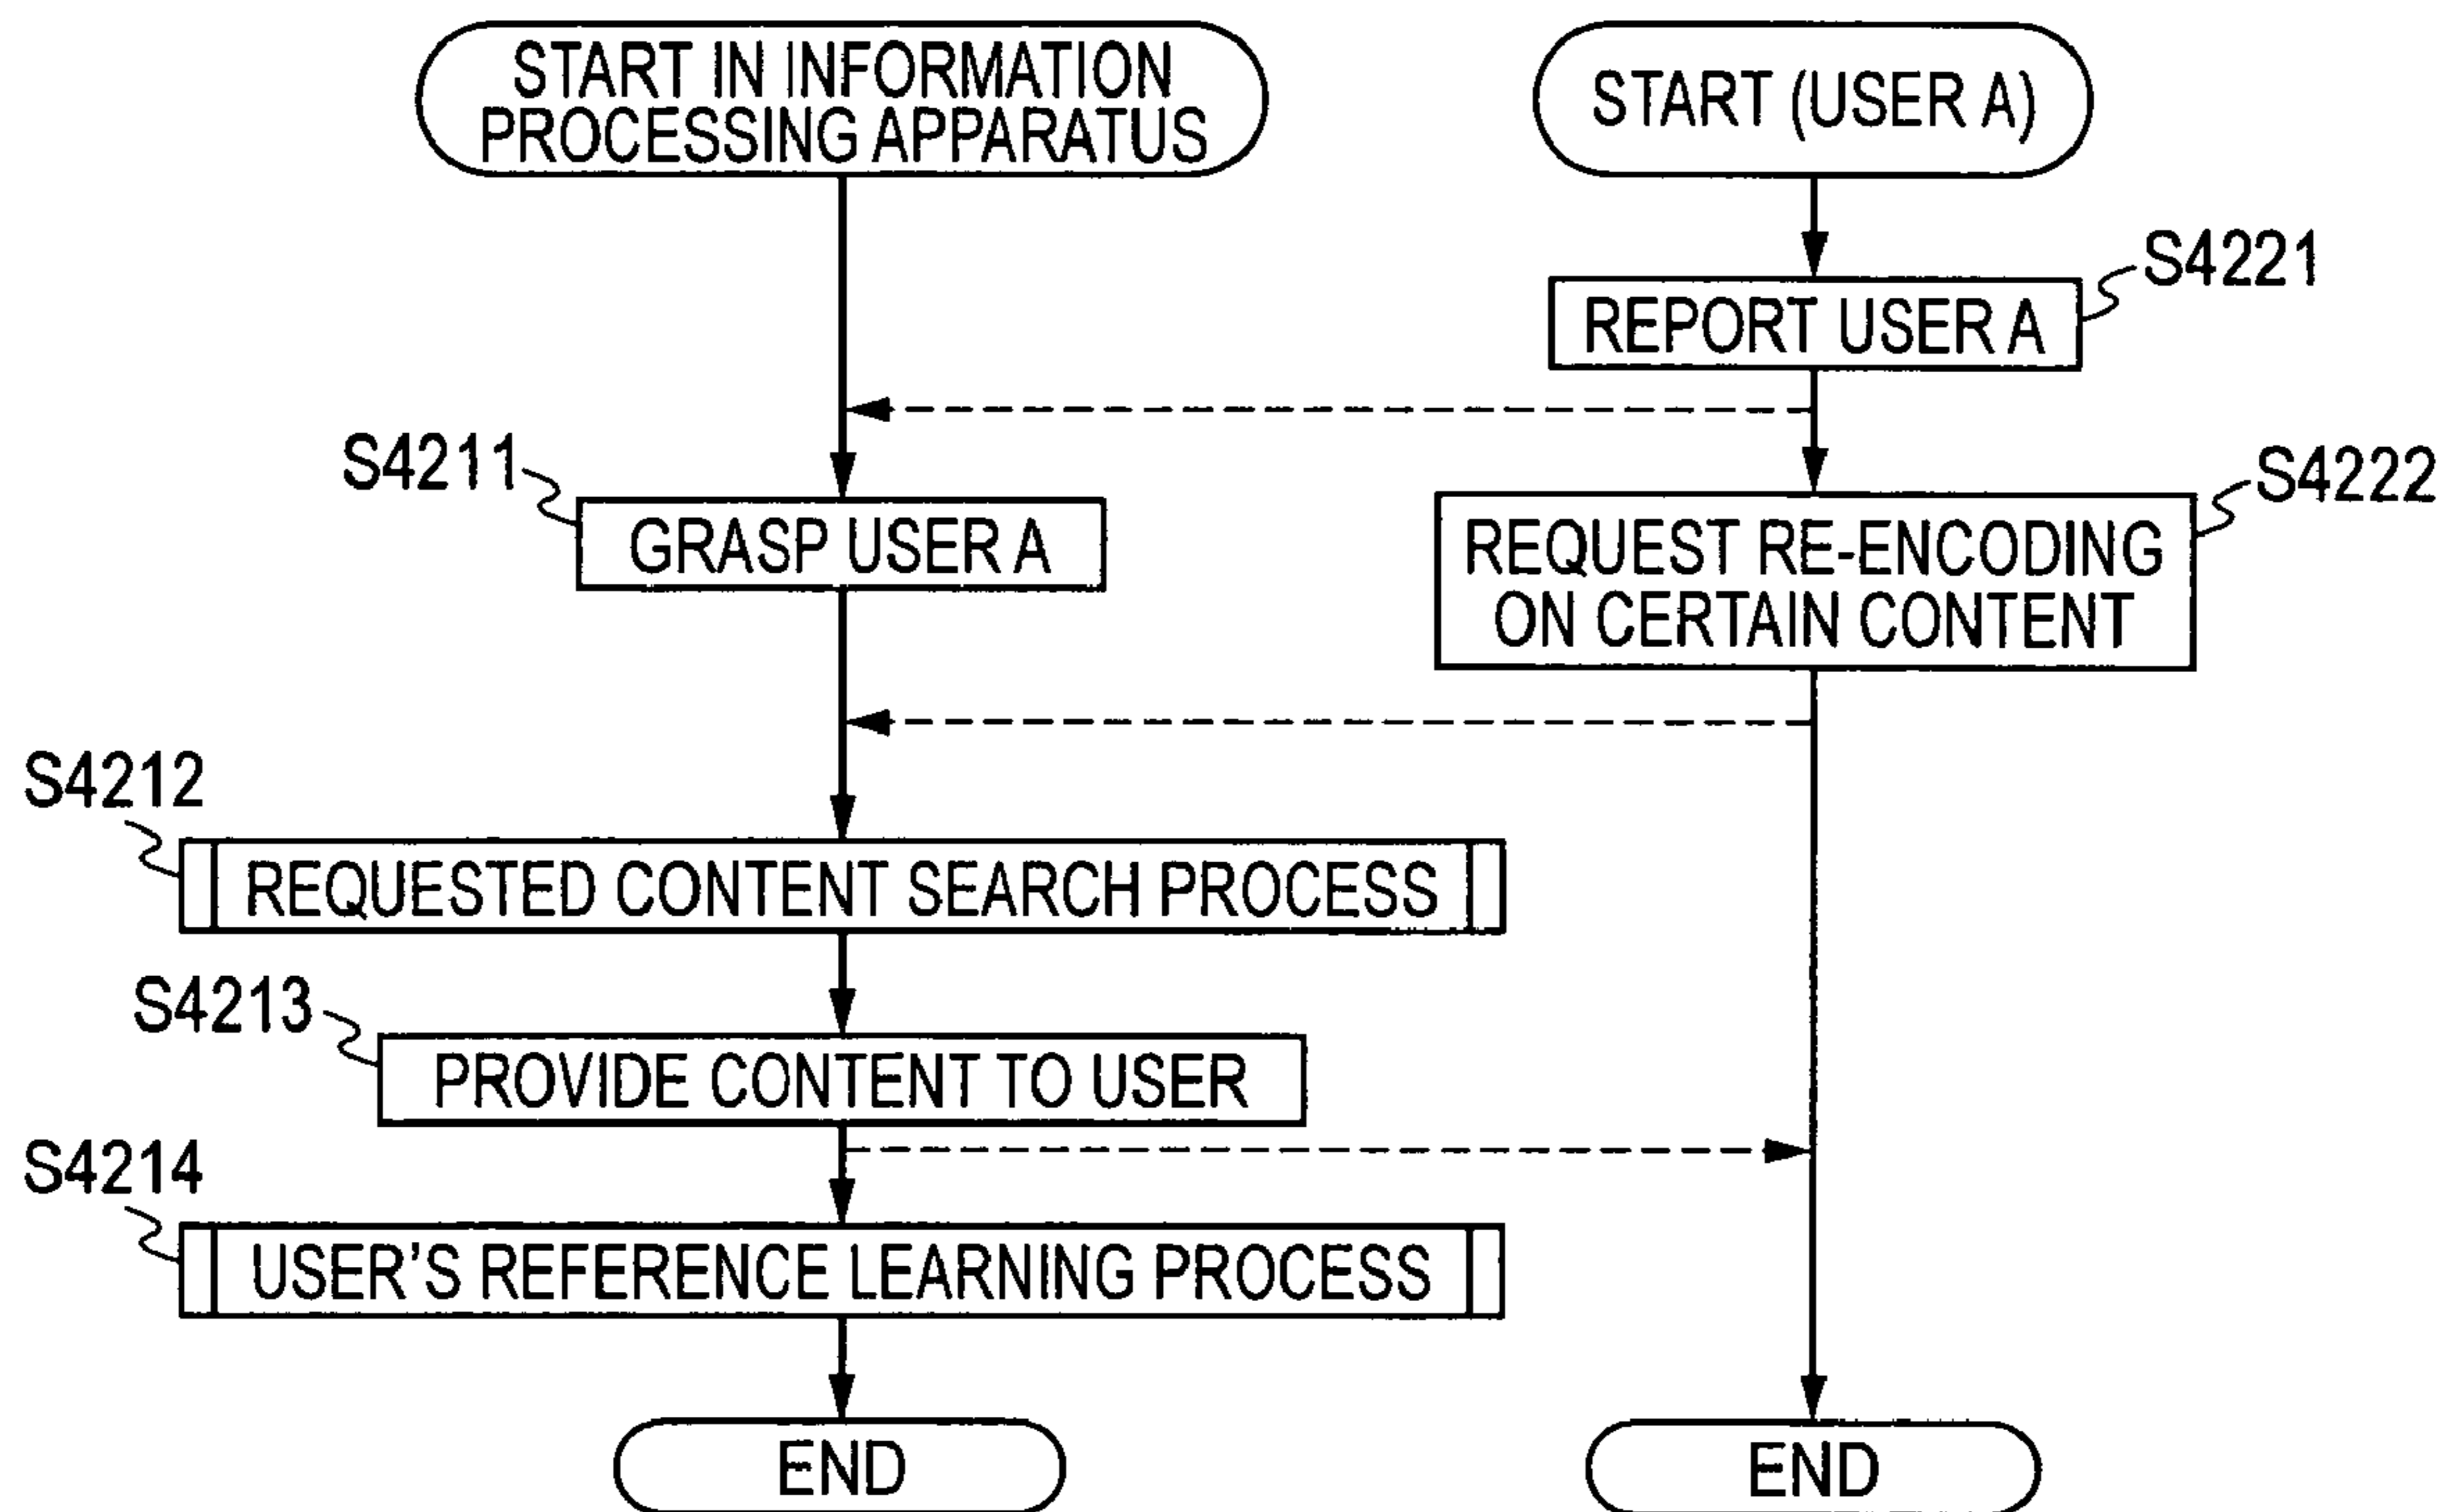 START IN INFORMATION
PROCESSING APPARATUS
START (USER A)
S4221
REPORT USER A
S4211
GRASP USER A
S4222
REQUEST RE-ENCODING
ON CERTAIN CONTENT
S4212
REQUESTED CONTENT SEARCH PROCESS
S4213
PROVIDE CONTENT TO USER
S4214
USER'S REFERENCE LEARNING PROCESS
END
END